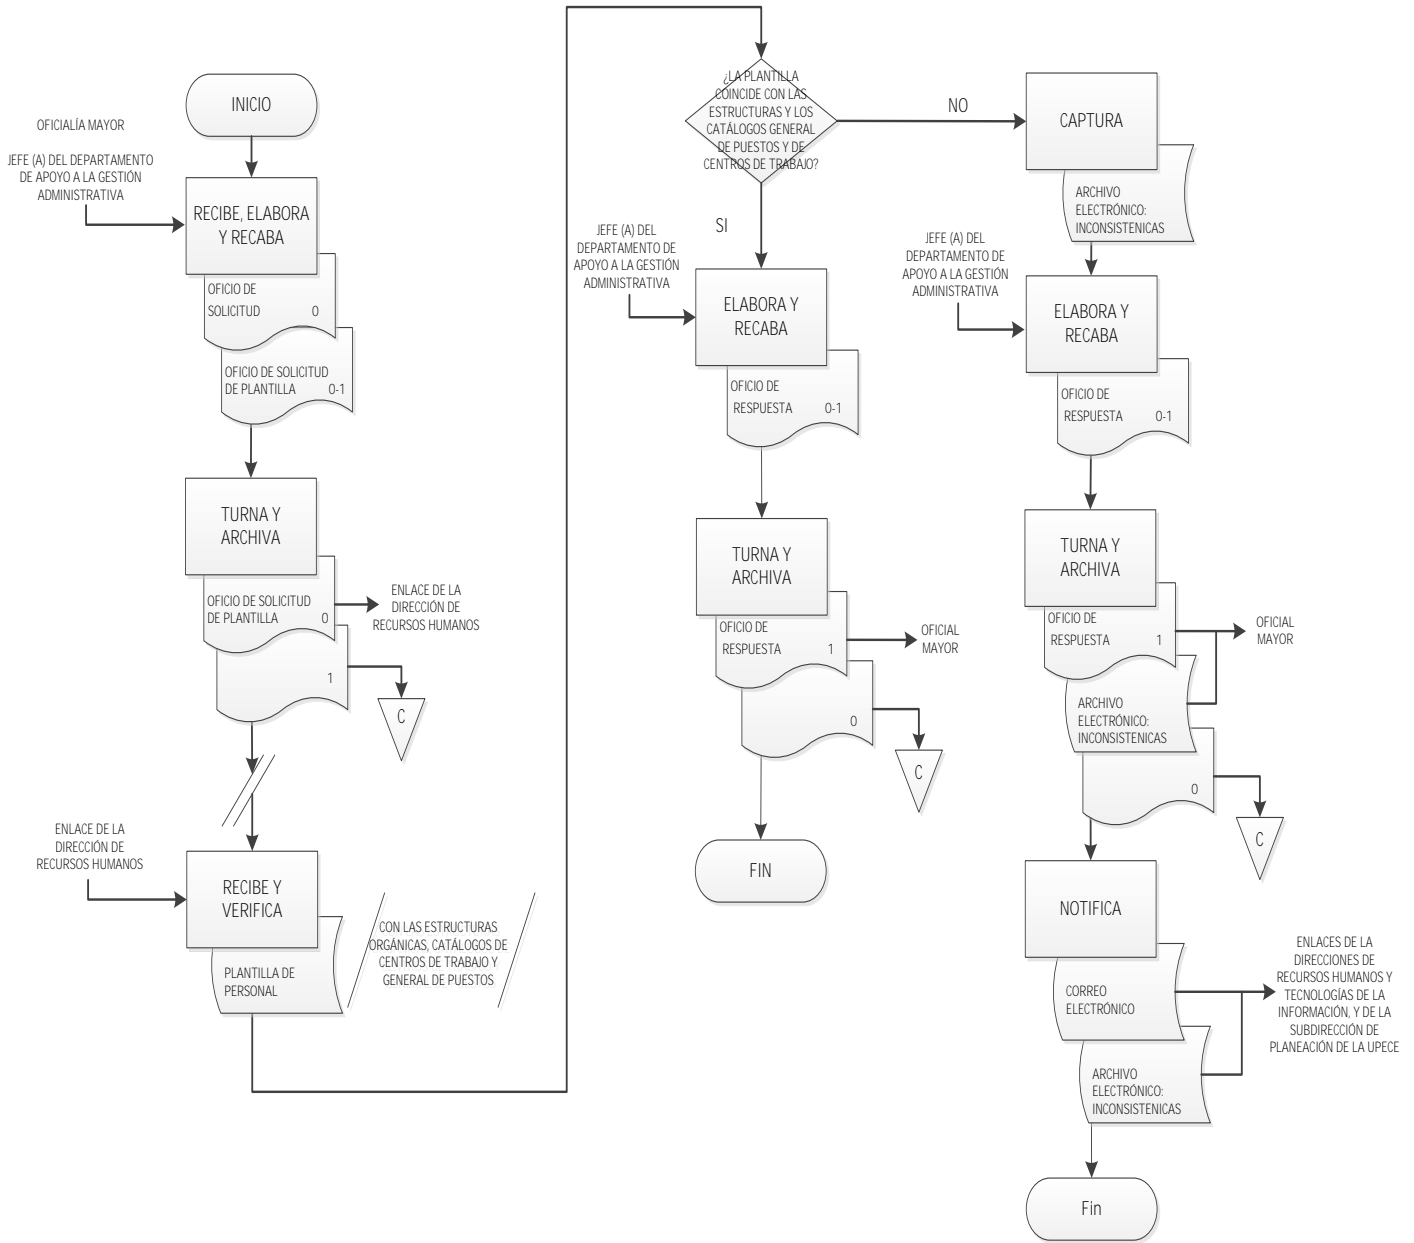 INICIO
OFICIALÍA MAYOR
JEFE (A) DEL DEPARTAMENTO
DE APOYO A LA GESTIÓN
ADMINISTRATIVA
RECIBE, ELABORA
Y RECABA
OFICIO DE
SOLICITUD 0
OFICIO DE SOLICITUD
DE PLANTILLA 0-1
TURNA Y
ARCHIVA
OFICIO DE SOLICITUD
DE PLANTILLA 0
ENLACE DE LA
DIRECCIÓN DE
RECURSOS HUMANOS
1
C
ENLACE DE LA
DIRECCIÓN DE
RECURSOS HUMANOS
RECIBE Y
VERIFICA
PLANTILLA DE
PERSONAL
CON LAS ESTRUCTURAS
ORGÁNICAS, CATÁLOGOS DE
CENTROS DE TRABAJO Y
GENERAL DE PUESTOS
¿LA PLANTILLA
COINCIDE CON LAS
ESTRUCTURAS Y LOS
CATÁLOGOS GENERAL
DE PUESTOS Y DE
CENTROS DE TRABAJO?
SI
JEFE (A) DEL
DEPARTAMENTO DE
APOYO A LA GESTIÓN
ADMINISTRATIVA
ELABORA Y
RECABA
OFICIO DE
RESPUESTA 0-1
TURNA Y
ARCHIVA
OFICIO DE
RESPUESTA 1
OFICIAL
MAYOR
0
C
FIN
NO
CAPTURA
ARCHIVO
ELECTRÓNICO:
INCONSISTENICAS
JEFE (A) DEL
DEPARTAMENTO DE
APOYO A LA GESTIÓN
ADMINISTRATIVA
ELABORA Y
RECABA
OFICIO DE
RESPUESTA 0-1
TURNA Y
ARCHIVA
OFICIO DE
RESPUESTA 1
OFICIAL
MAYOR
ARCHIVO
ELECTRÓNICO:
INCONSISTENICAS
0
C
NOTIFICA
CORREO
ELECTRÓNICO
ENLACES DE LA
DIRECCIONES DE
RECURSOS HUMANOS Y
TECNOLOGÍAS DE LA
INFORMACIÓN, Y DE LA
SUBDIRECCIÓN DE
PLANEACIÓN DE LA UPECE
ARCHIVO
ELECTRÓNICO:
INCONSISTENICAS
Fin